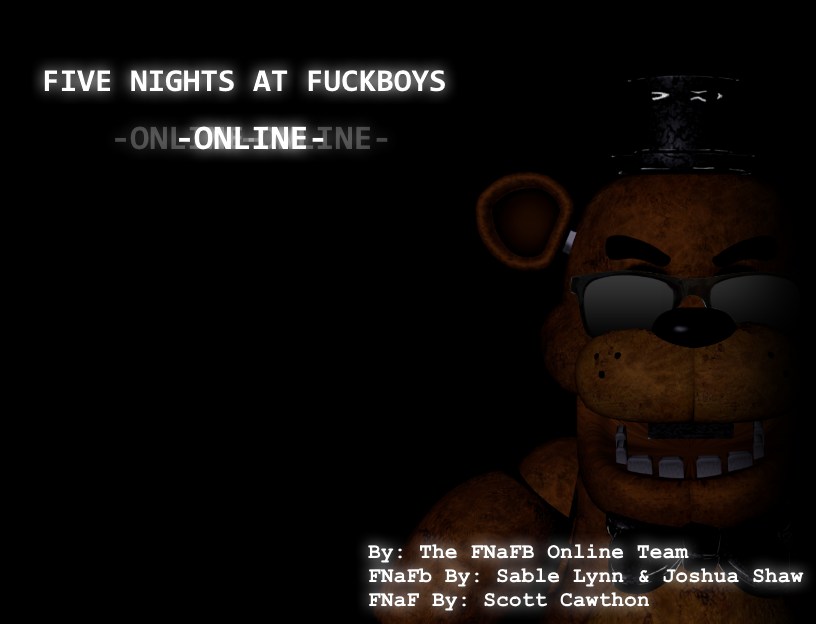 FIVE NIGHTS AT FUCKBOYS
-ONLINE-
By: The FNaFB Online Team
FNaFb By: Sable Lynn & Joshua Shaw
FNaF By: Scott Cawthon